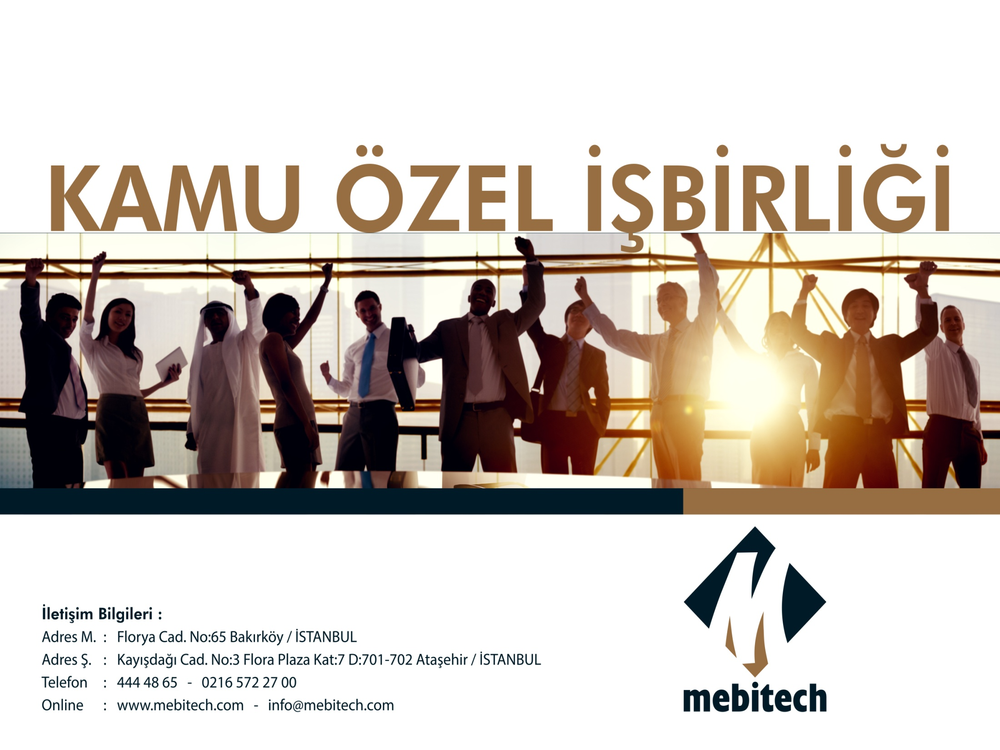 KAMU ÖZEL İŞBİRLİĞİ
İletişim Bilgileri :
Adres M. : Florya Cad. No:65 Bakırköy / İSTANBUL
Adres Ş. : Kayışdağı Cad. No:3 Flora Plaza Kat:7 D:701-702 Ataşehir / İSTANBUL
Telefon : 444 48 65 - 0216 572 27 00
Online : www.mebitech.com - info@mebitech.com
mebitech